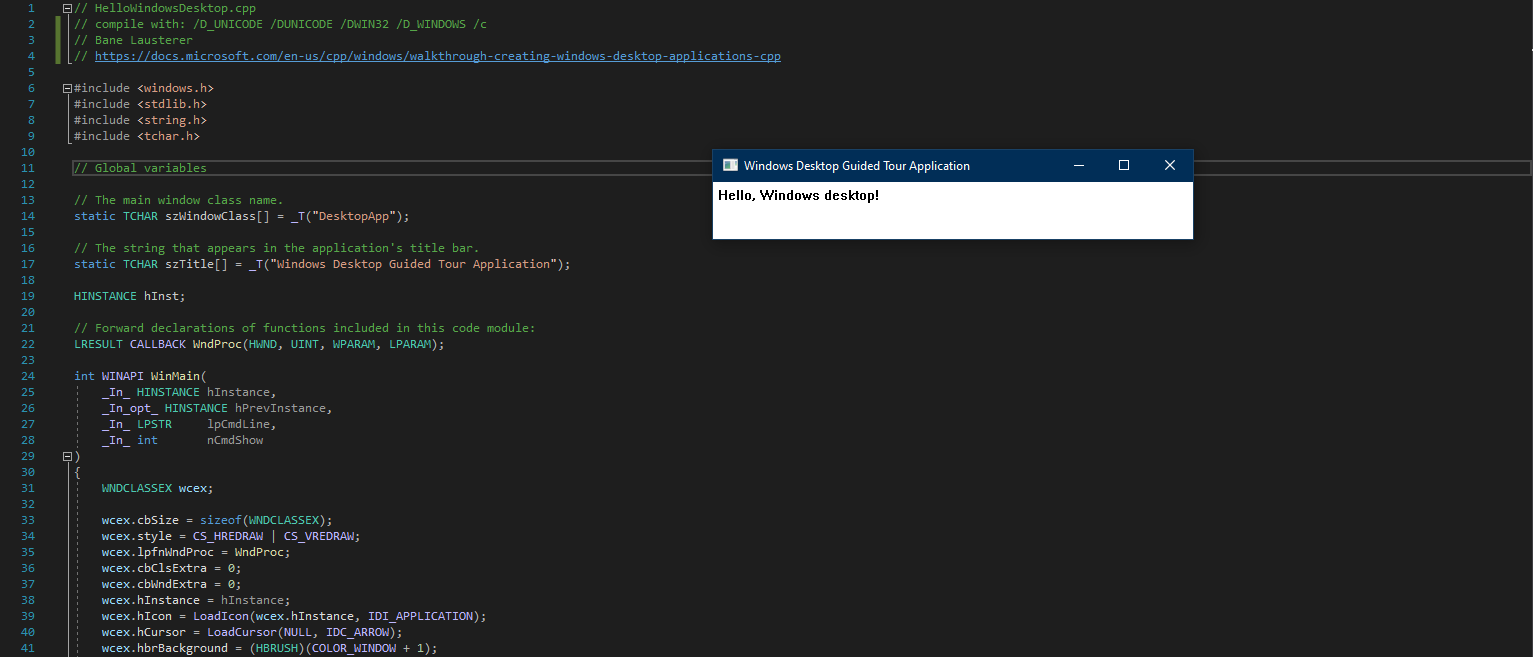 1 // HelloWindowsDesktop.cpp
2 // compile with: /D_UNICODE /DUNICODE /DWIN32 /D_WINDOWS /c
3 // Bane Lausterer
4 // https://docs.microsoft.com/en-us/cpp/windows/walkthrough-creating-windows-desktop-applications-cpp
5
6 #include <windows.h>
7 #include <stdlib.h>
8 #include <string.h>
9 #include <tchar.h>
10
11 // Global variables
12
13 // The main window class name.
14 static TCHAR szWindowClass[] = _T("DesktopApp");
15
16 // The string that appears in the application's title bar.
17 static TCHAR szTitle[] = _T("Windows Desktop Guided Tour Application");
18
19 HINSTANCE hInst;
20
21 // Forward declarations of functions included in this code module:
22 LRESULT CALLBACK WndProc(HWND, UINT, WPARAM, LPARAM);
23
24 int WINAPI WinMain(
25     _In_ HINSTANCE hInstance,
26     _In_opt_ HINSTANCE hPrevInstance,
27     _In_ LPSTR     lpCmdLine,
28     _In_ int       nCmdShow
29 )
30 {
31     WNDCLASSEX wcex;
32
33     wcex.cbSize = sizeof(WNDCLASSEX);
34     wcex.style = CS_HREDRAW | CS_VREDRAW;
35     wcex.lpfnWndProc = WndProc;
36     wcex.cbClsExtra = 0;
37     wcex.cbWndExtra = 0;
38     wcex.hInstance = hInstance;
39     wcex.hIcon = LoadIcon(wcex.hInstance, IDI_APPLICATION);
40     wcex.hCursor = LoadCursor(NULL, IDC_ARROW);
41     wcex.hbrBackground = (HBRUSH)(COLOR_WINDOW + 1);
Windows Desktop Guided Tour Application
Hello, Windows desktop!